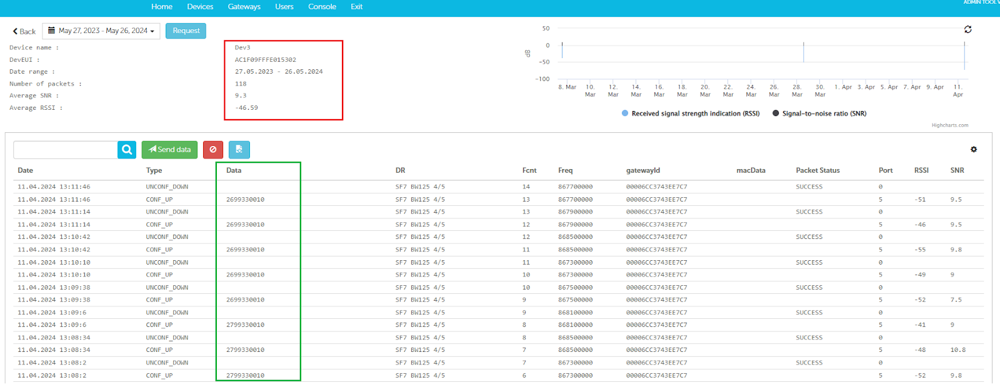 Home Devices Gateways Users Console Exit
ADMIN TOOL V
Back May 27, 2023 - May 26, 2024 Request
Device name : Dev3
DevEUI : AC1F09FFFE015302
Date range : 27.05.2023 - 26.05.2024
Number of packets : 118
Average SNR : 9.3
Average RSSI : -46.59
50
0
-50
-100
dB
8. Mar 10. Mar 12. Mar 14. Mar 16. Mar 18. Mar 20. Mar 22. Mar 24. Mar 26. Mar 28. Mar 30. Mar 1. Apr 3. Apr 5. Apr 7. Apr 9. Apr 11. Apr
Received signal strength indication (RSSI) Signal-to-noise ratio (SNR)
Highcharts.com
Send data
Date Type Data DR Fcnt Freq gatewayId macData Packet Status Port RSSI SNR
11.04.2024 13:11:46 UNCONF_DOWN SF7 BW125 4/5 14 867700000 00006CC3743EE7C7 SUCCESS 0
11.04.2024 13:11:46 CONF_UP 2699330010 SF7 BW125 4/5 13 867700000 00006CC3743EE7C7 5 -51 9.5
11.04.2024 13:11:14 UNCONF_DOWN SF7 BW125 4/5 13 867900000 00006CC3743EE7C7 SUCCESS 0
11.04.2024 13:11:14 CONF_UP 2699330010 SF7 BW125 4/5 12 867900000 00006CC3743EE7C7 5 -46 9.5
11.04.2024 13:10:42 UNCONF_DOWN SF7 BW125 4/5 12 868500000 00006CC3743EE7C7 SUCCESS 0
11.04.2024 13:10:42 CONF_UP 2699330010 SF7 BW125 4/5 11 868500000 00006CC3743EE7C7 5 -55 9.8
11.04.2024 13:10:10 UNCONF_DOWN SF7 BW125 4/5 11 867300000 00006CC3743EE7C7 SUCCESS 0
11.04.2024 13:10:10 CONF_UP 2699330010 SF7 BW125 4/5 10 867300000 00006CC3743EE7C7 5 -49 9
11.04.2024 13:09:38 UNCONF_DOWN SF7 BW125 4/5 10 867500000 00006CC3743EE7C7 SUCCESS 0
11.04.2024 13:09:38 CONF_UP 2699330010 SF7 BW125 4/5 9 867500000 00006CC3743EE7C7 5 -52 7.5
11.04.2024 13:09:6 UNCONF_DOWN SF7 BW125 4/5 9 868100000 00006CC3743EE7C7 SUCCESS 0
11.04.2024 13:09:6 CONF_UP 2799330010 SF7 BW125 4/5 8 868100000 00006CC3743EE7C7 5 -41 9
11.04.2024 13:08:34 UNCONF_DOWN SF7 BW125 4/5 8 868500000 00006CC3743EE7C7 SUCCESS 0
11.04.2024 13:08:34 CONF_UP 2799330010 SF7 BW125 4/5 7 868500000 00006CC3743EE7C7 5 -48 10.8
11.04.2024 13:08:2 UNCONF_DOWN SF7 BW125 4/5 7 867300000 00006CC3743EE7C7 SUCCESS 0
11.04.2024 13:08:2 CONF_UP 2799330010 SF7 BW125 4/5 6 867300000 00006CC3743EE7C7 5 -52 9.8